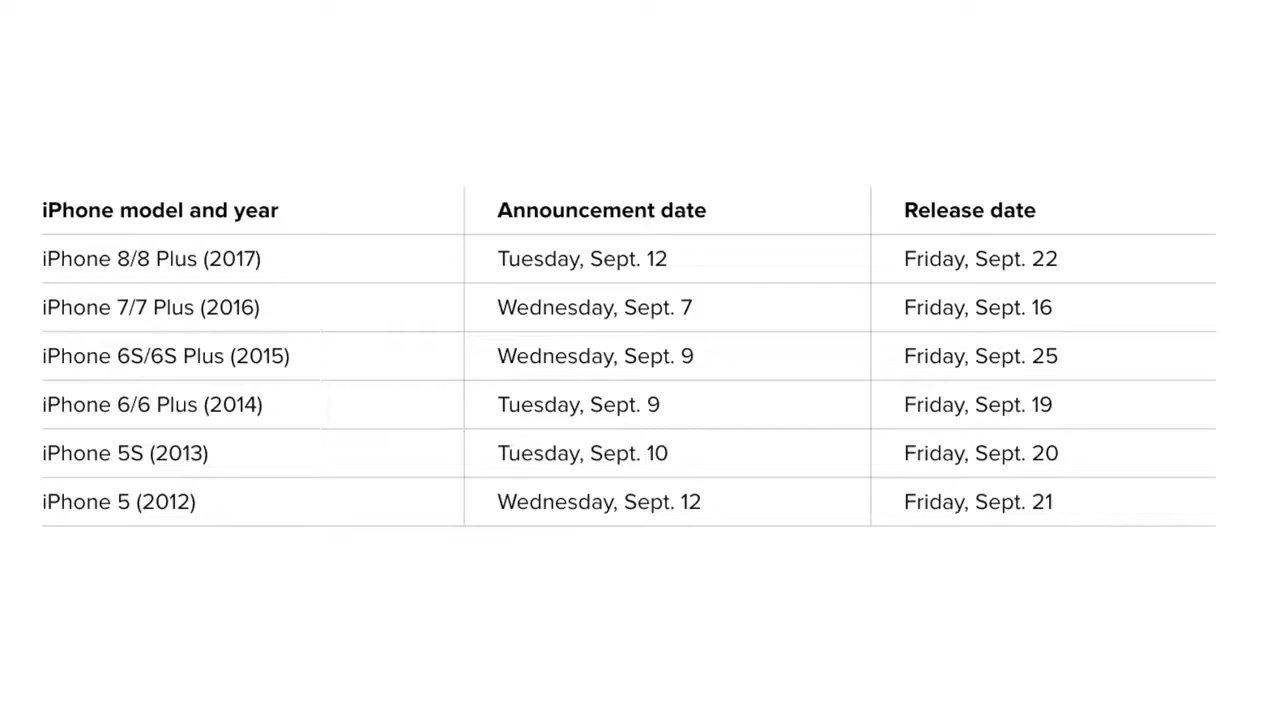 iPhone model and year Announcement date Release date
iPhone 8/8 Plus (2017) Tuesday, Sept. 12 Friday, Sept. 22
iPhone 7/7 Plus (2016) Wednesday, Sept. 7 Friday, Sept. 16
iPhone 6S/6S Plus (2015) Wednesday, Sept. 9 Friday, Sept. 25
iPhone 6/6 Plus (2014) Tuesday, Sept. 9 Friday, Sept. 19
iPhone 5S (2013) Tuesday, Sept. 10 Friday, Sept. 20
iPhone 5 (2012) Wednesday, Sept. 12 Friday, Sept. 21